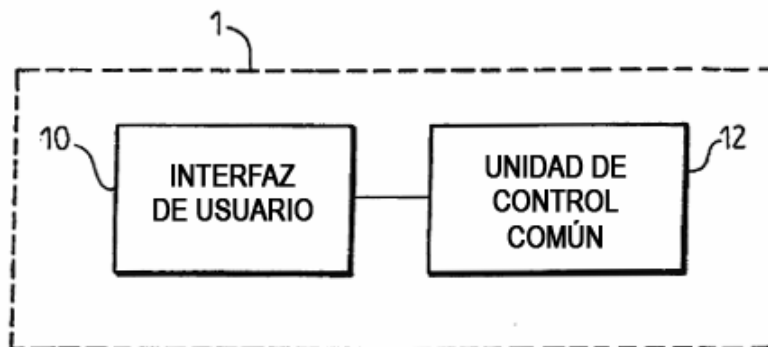 1
10
INTERFAZ
DE USUARIO
UNIDAD DE
CONTROL
COMÚN
12